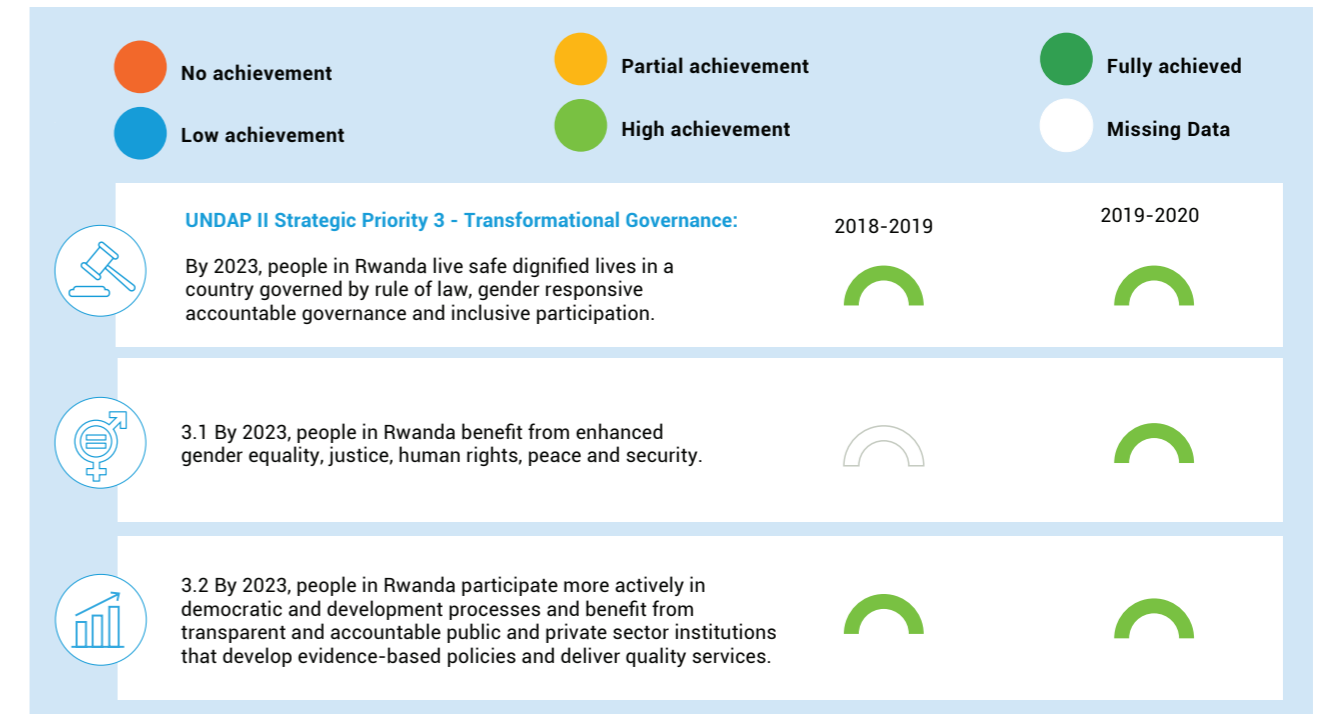 No achievement
Partial achievement
Fully achieved
Low achievement
High achievement
Missing Data
UNDAP II Strategic Priority 3 - Transformational Governance:
2018-2019
2019-2020
By 2023, people in Rwanda live safe dignified lives in a
country governed by rule of law, gender responsive
accountable governance and inclusive participation.
3.1 By 2023, people in Rwanda benefit from enhanced
gender equality, justice, human rights, peace and security.
3.2 By 2023, people in Rwanda participate more actively in
democratic and development processes and benefit from
transparent and accountable public and private sector institutions
that develop evidence-based policies and deliver quality services.